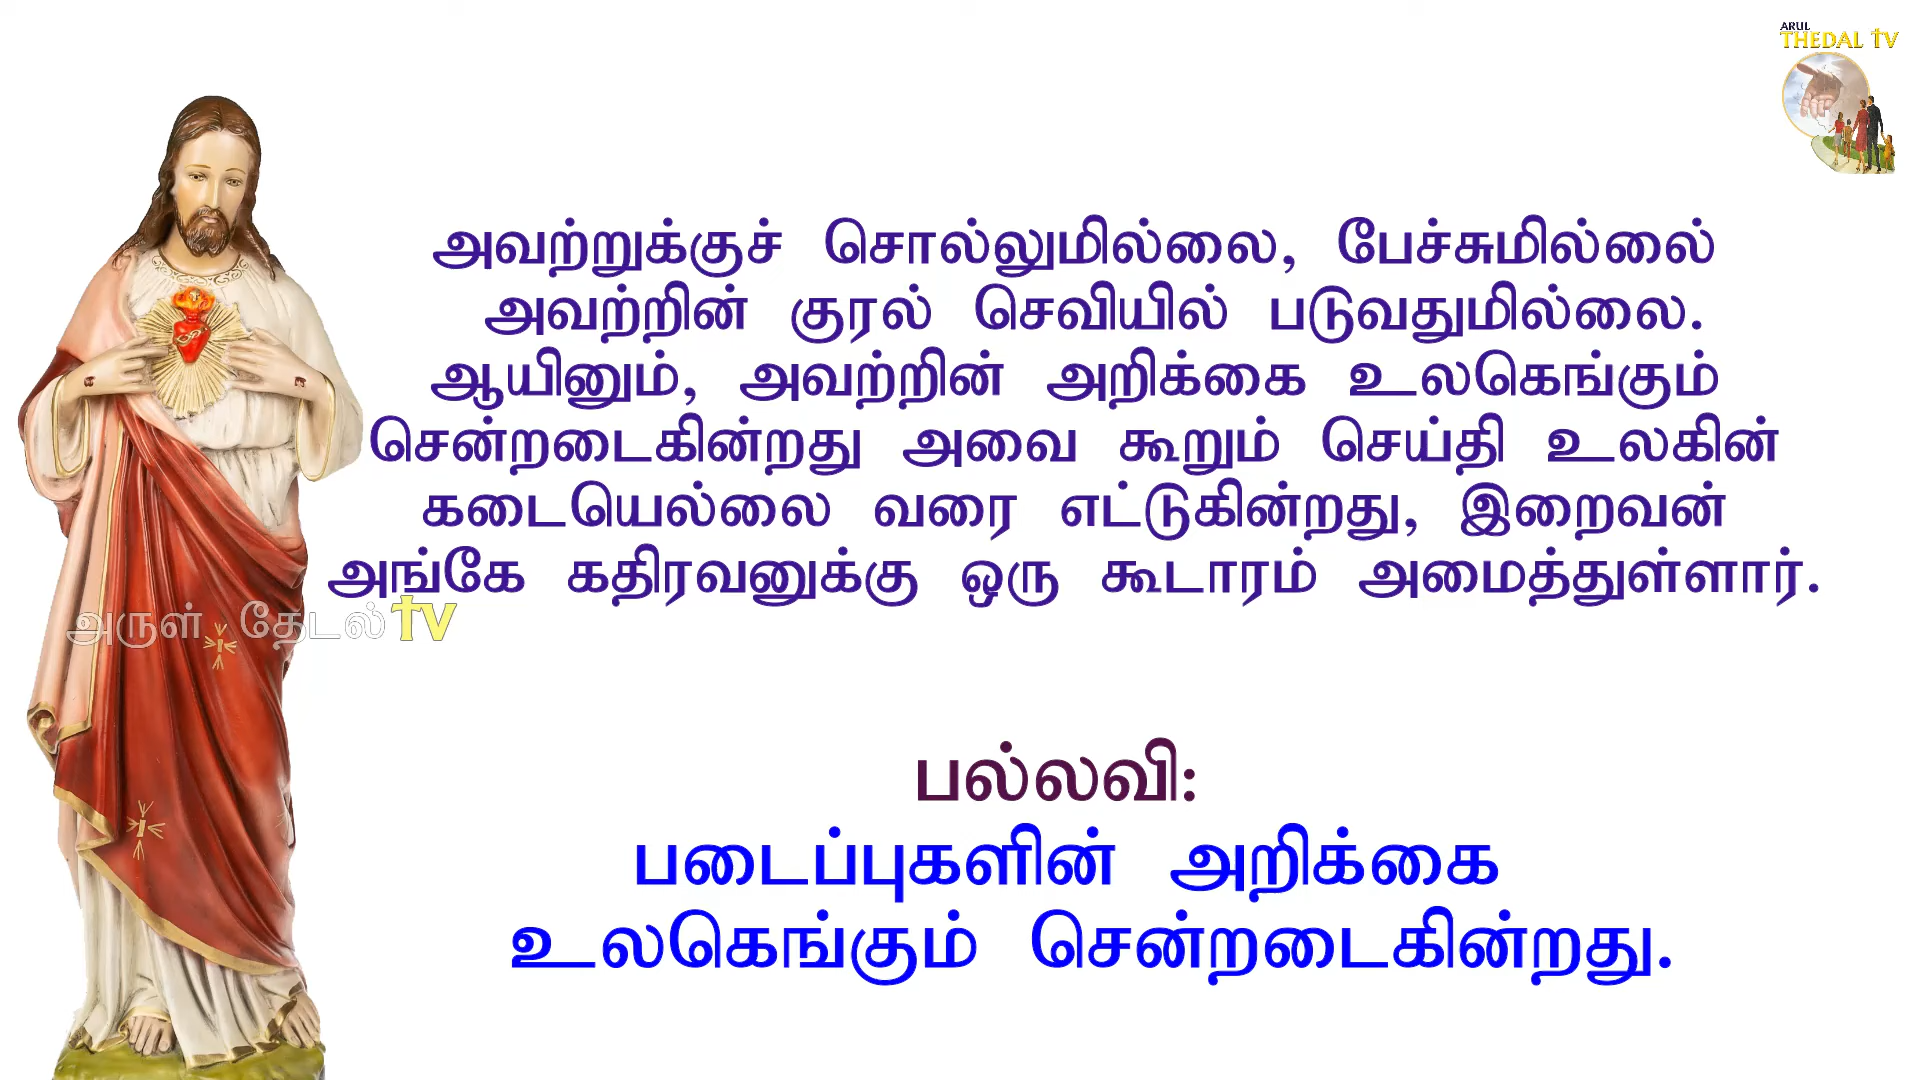 ARUL
THEDAL TV
அவற்றுக்குச் சொல்லுமில்லை, பேச்சுமில்லை்
அவற்றின் குரல் செவியில் படுவதுமில்லை.
ஆயினும், அவற்றின் அறிக்கை உலகெங்கும்
சென்றடைகின்றது அவை கூறும் செய்தி உலகின்
கடையெல்லை வரை எட்டுகின்றது, இறைவன்
அங்கே கதிரவனுக்கு ஒரு கூடாரம் அமைத்துள்ளார்.
அருள் தேடல் TV
பல்லவி:
படைப்புகளின் அறிக்கை
உலகெங்கும் சென்றடைகின்றது.